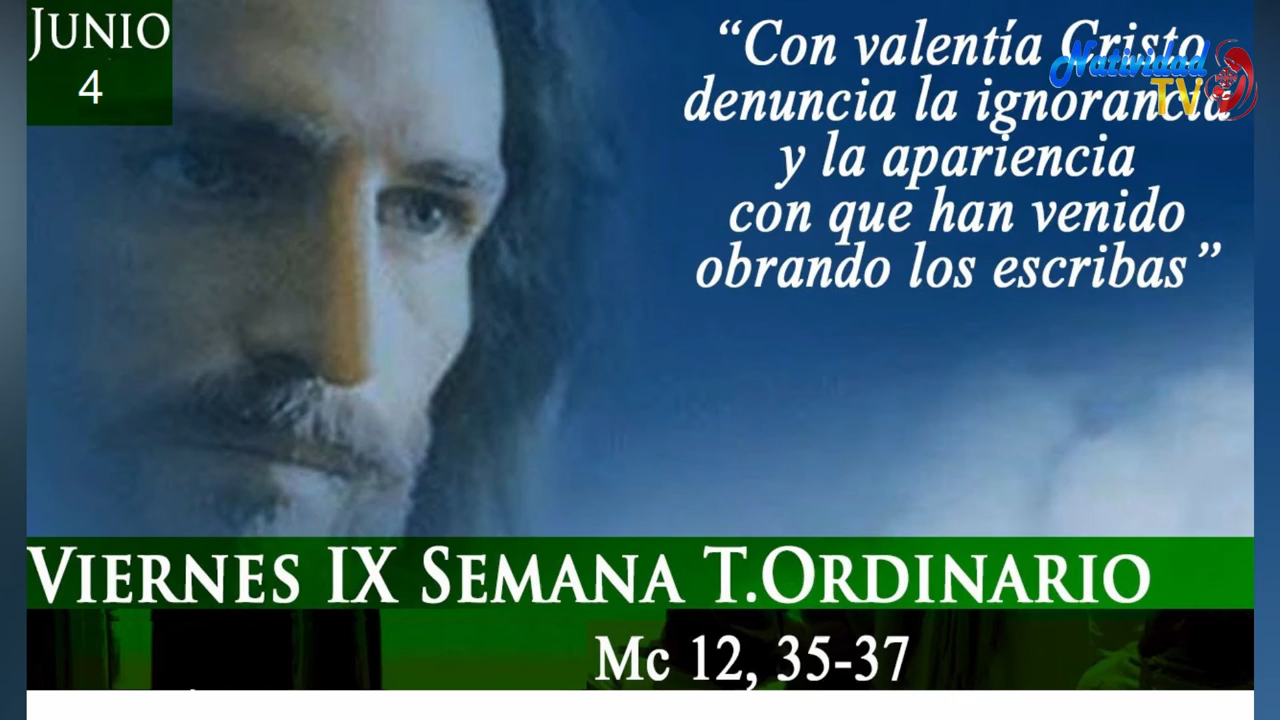 JUNIO
4
“Con valentía Cristo
denuncia la ignorancia
y la apariencia
con que han venido
obrando los escribas”
Natividad
TV
VIERNES IX SEMANA T.ORDINARIO
Mc 12, 35-37